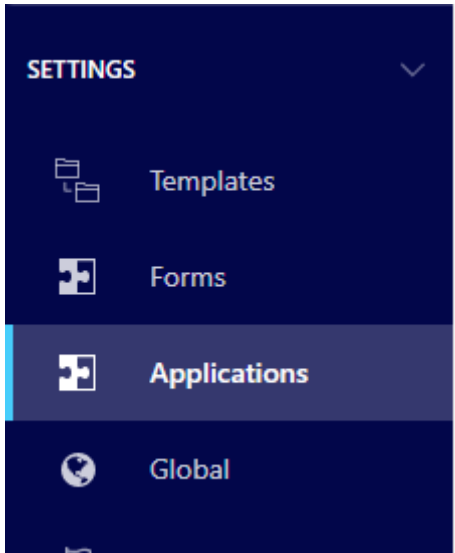 SETTINGS
Templates
Forms
Applications
Global